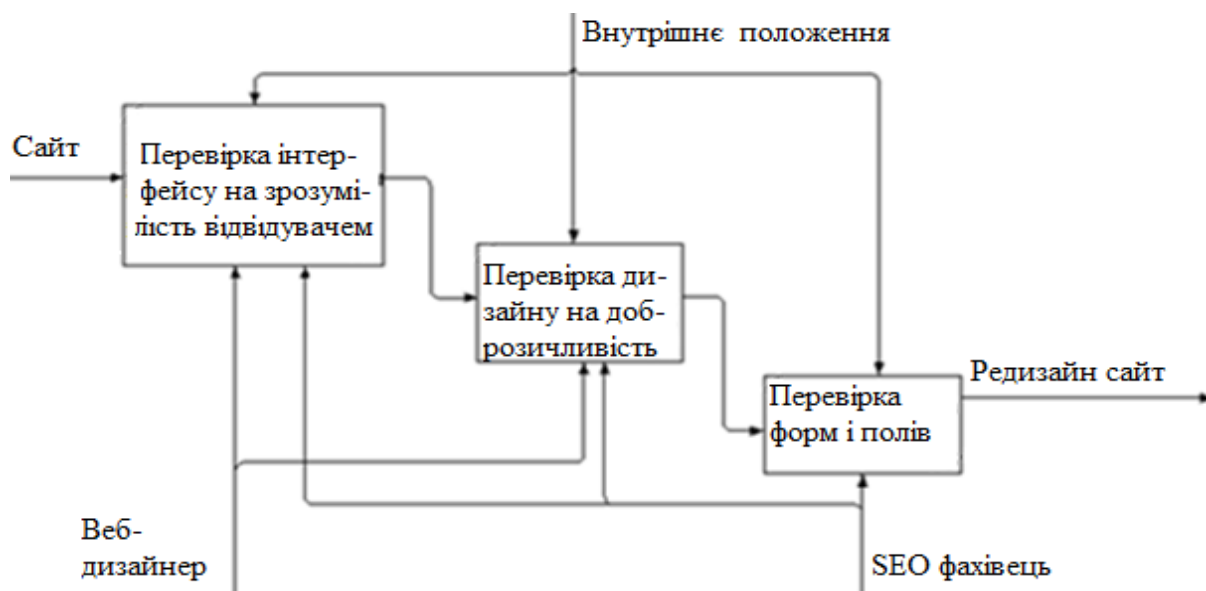 Внутрішнє положення
Сайт
Перевірка інтер-
фейсу на зрозумі-
лість відвідувачем
Перевірка ди-
зайну на доб-
розичливість
Редизайн сайт
Перевірка
форм і полів
Веб-
дизайнер
SEO фахівець